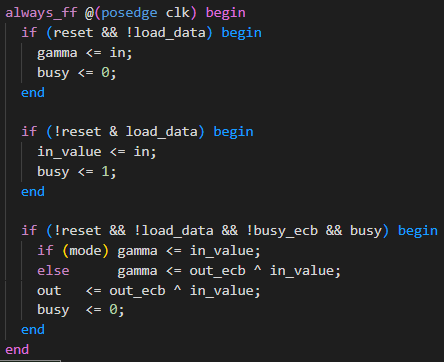 always_ff @(posedge clk) begin
  if (reset && !load_data) begin
    gamma <= in;
    busy <= 0;
  end

  if (!reset & load_data) begin
    in_value <= in;
    busy <= 1;
  end

  if (!reset && !load_data && !busy_ecb && busy) begin
    if (mode) gamma <= in_value;
    else      gamma <= out_ecb ^ in_value;
    out   <= out_ecb ^ in_value;
    busy  <= 0;
  end
end